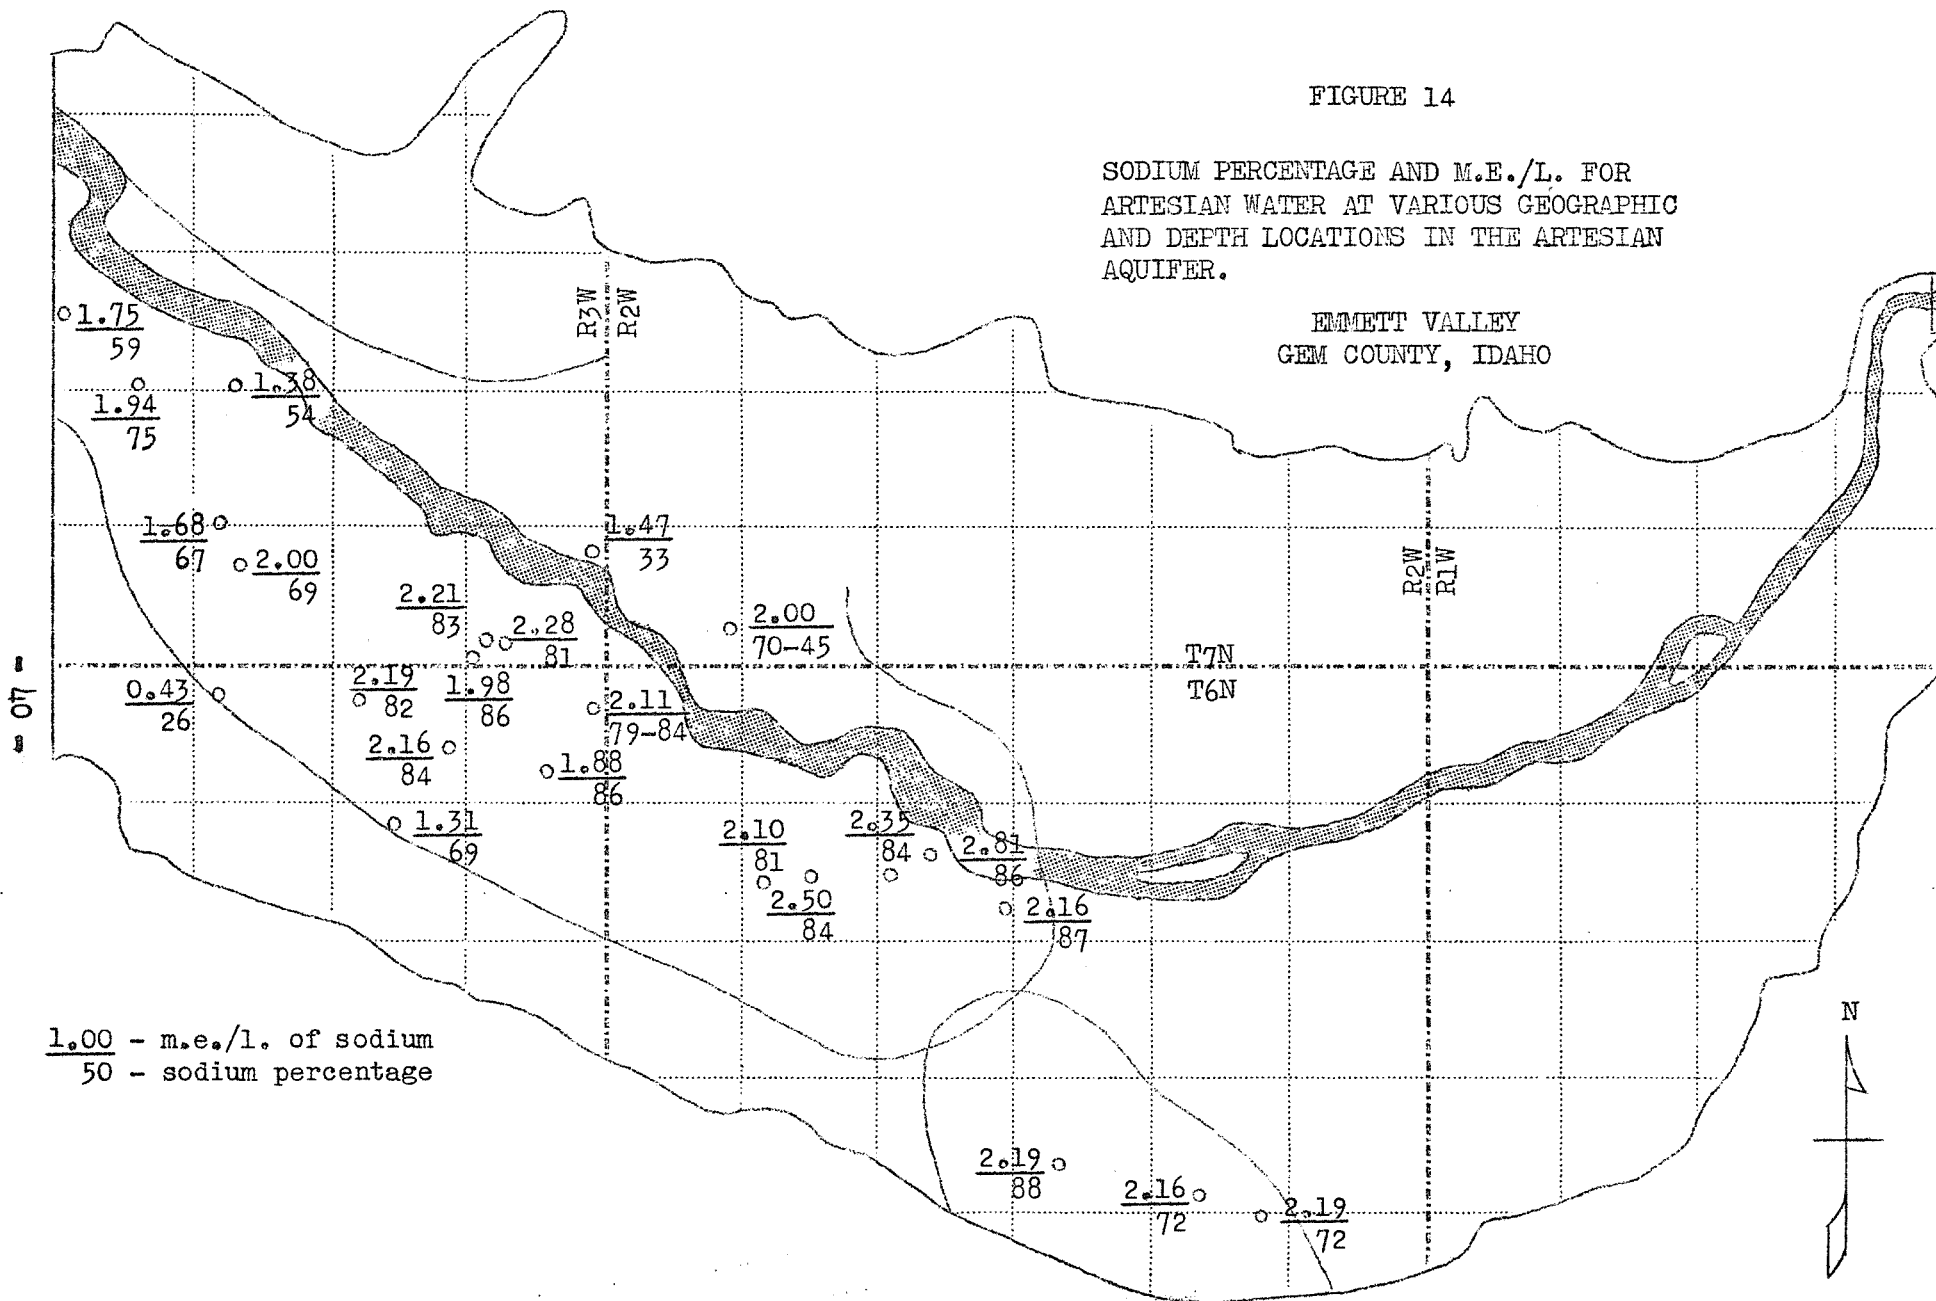 FIGURE 14
SODIUM PERCENTAGE AND M.E./L. FOR
ARTESIAN WATER AT VARIOUS GEOGRAPHIC
AND DEPTH LOCATIONS IN THE ARTESIAN
AQUIFER.
EMMETT VALLEY
GEM COUNTY, IDAHO
R3W
R2W
1.75
59
1.94
75
1.38
54
1.68
67
2.00
69
1.47
33
2.21
83
2.28
81
2.00
70-45
R2W
R1W
T7N
T6N
0.43
26
2.19
82
1.98
86
2.11
79-84
2.16
84
1.88
86
1.31
69
2.10
81
2.35
84
2.81
86
2.50
84
2.16
87
1.00 - m.e./l. of sodium
50 - sodium percentage
2.19
88
2.16
72
2.19
72
N
- 40 -